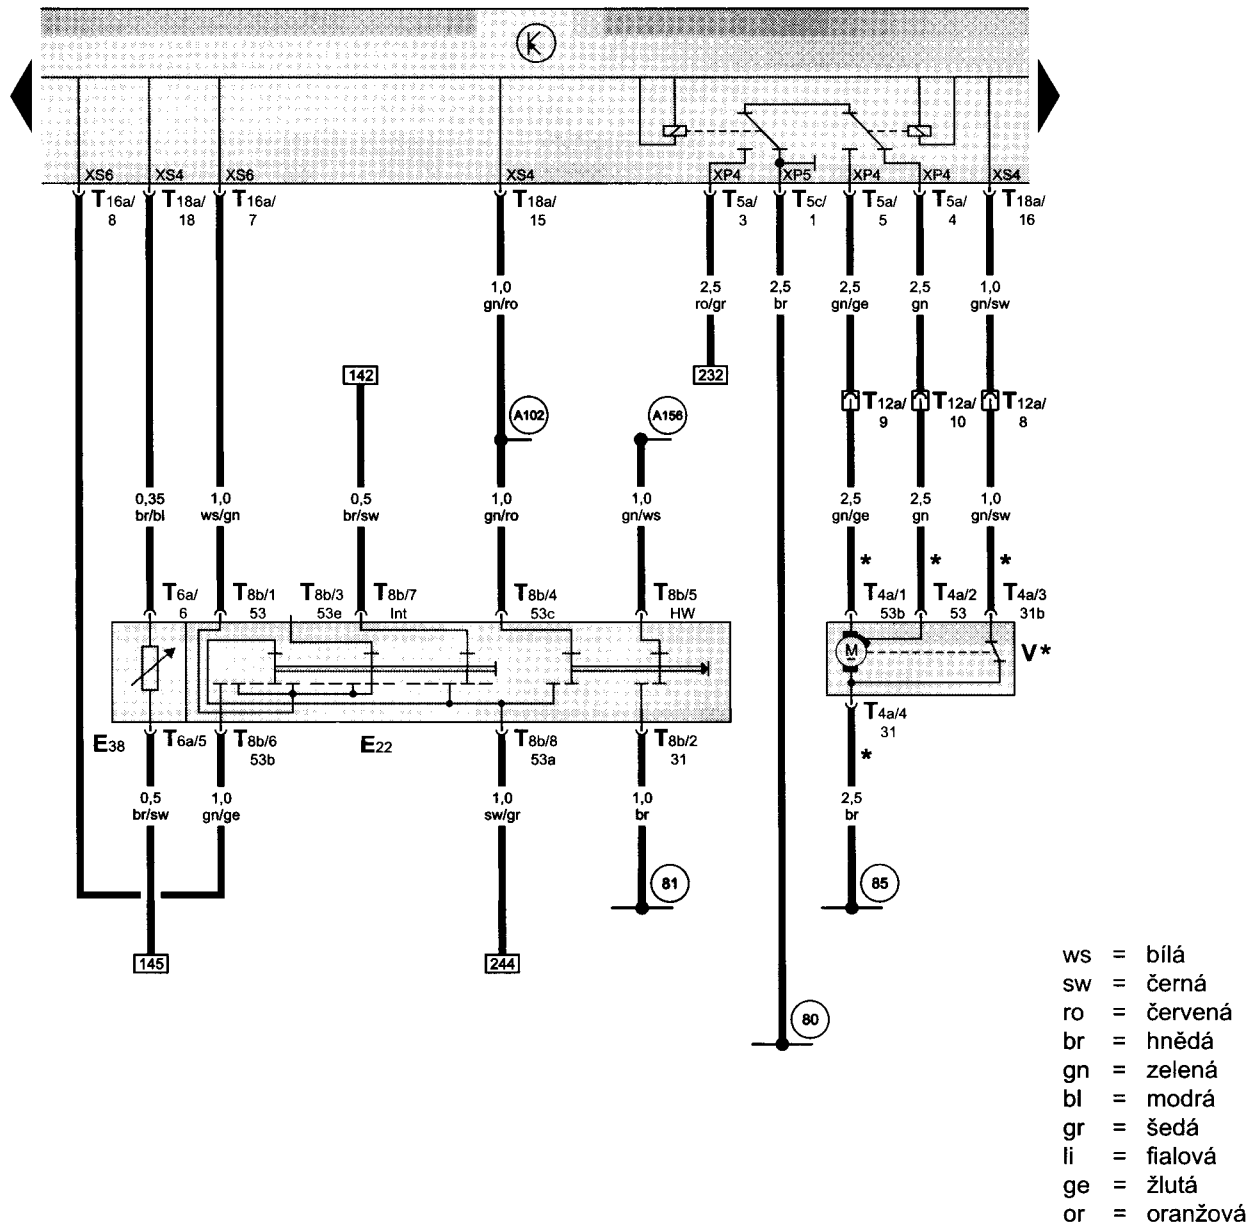 XS6 XS4 XS6 XS4 XP4 XP5 XP4 XP4 XS4
T16a/ T18a/ T16a/ T18a/ T5a/ T5c/ T5a/ T5a/ T18a/
8 18 7 15 3 1 5 4 16
1,0 2,5 2,5 2,5 2,5 1,0
gn/ro ro/gr br gn/ge gn gn/sw
142 232
A102 A156 T12a/ T12a/ T12a/
9 10 8
0,35 1,0 0,5 1,0 1,0 2,5 2,5 1,0
br/bl ws/gn br/sw gn/ro gn/ws gn/ge gn gn/sw
* * *
T6a/ T8b/1 T8b/3 T8b/7 T8b/4 T8b/5 T4a/1 T4a/2 T4a/3
6 53 53e Int 53c HW 53b 53 31b
M V*
E38 T6a/5 T8b/6 E22 T8b/8 T8b/2 T4a/4
53b 53a 31 31
*
0,5 1,0 1,0 1,0 2,5
br/sw gn/ge sw/gr br br
81 85
145 244
80
ws = bílá
sw = černá
ro = červená
br = hnědá
gn = zelená
bl = modrá
gr = šedá
li = fialová
ge = žlutá
or = oranžová